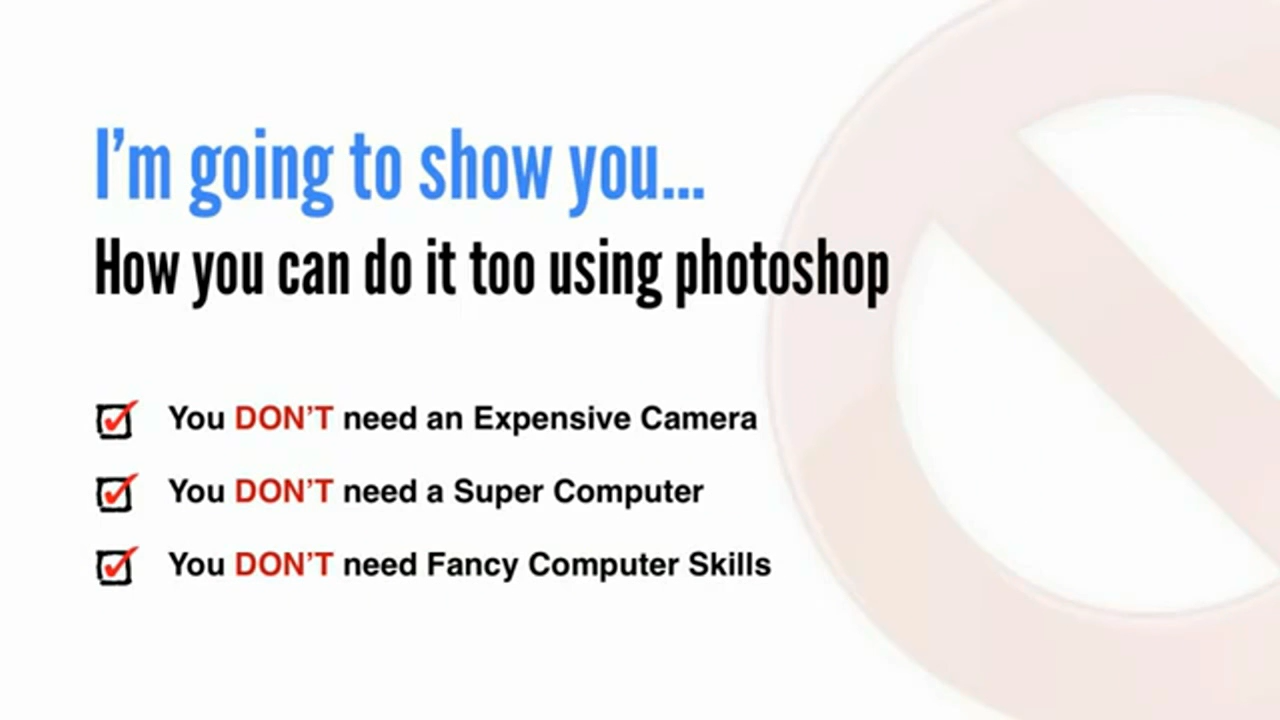 I'm going to show you...
How you can do it too using photoshop
You DON'T need an Expensive Camera
You DON'T need a Super Computer
You DON'T need Fancy Computer Skills